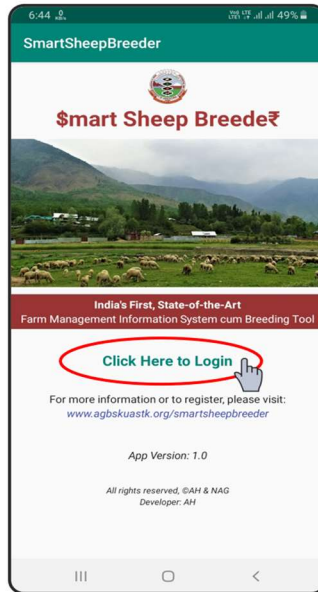 6:44
49%
SmartSheepBreeder
$mart Sheep Breede₹
India's First, State-of-the-Art
Farm Management Information System cum Breeding Tool
Click Here to Login
For more information or to register, please visit:
www.agbskuastk.org/smartsheepbreeder
App Version: 1.0
All rights reserved, ©AH & NAG
Developer: AH